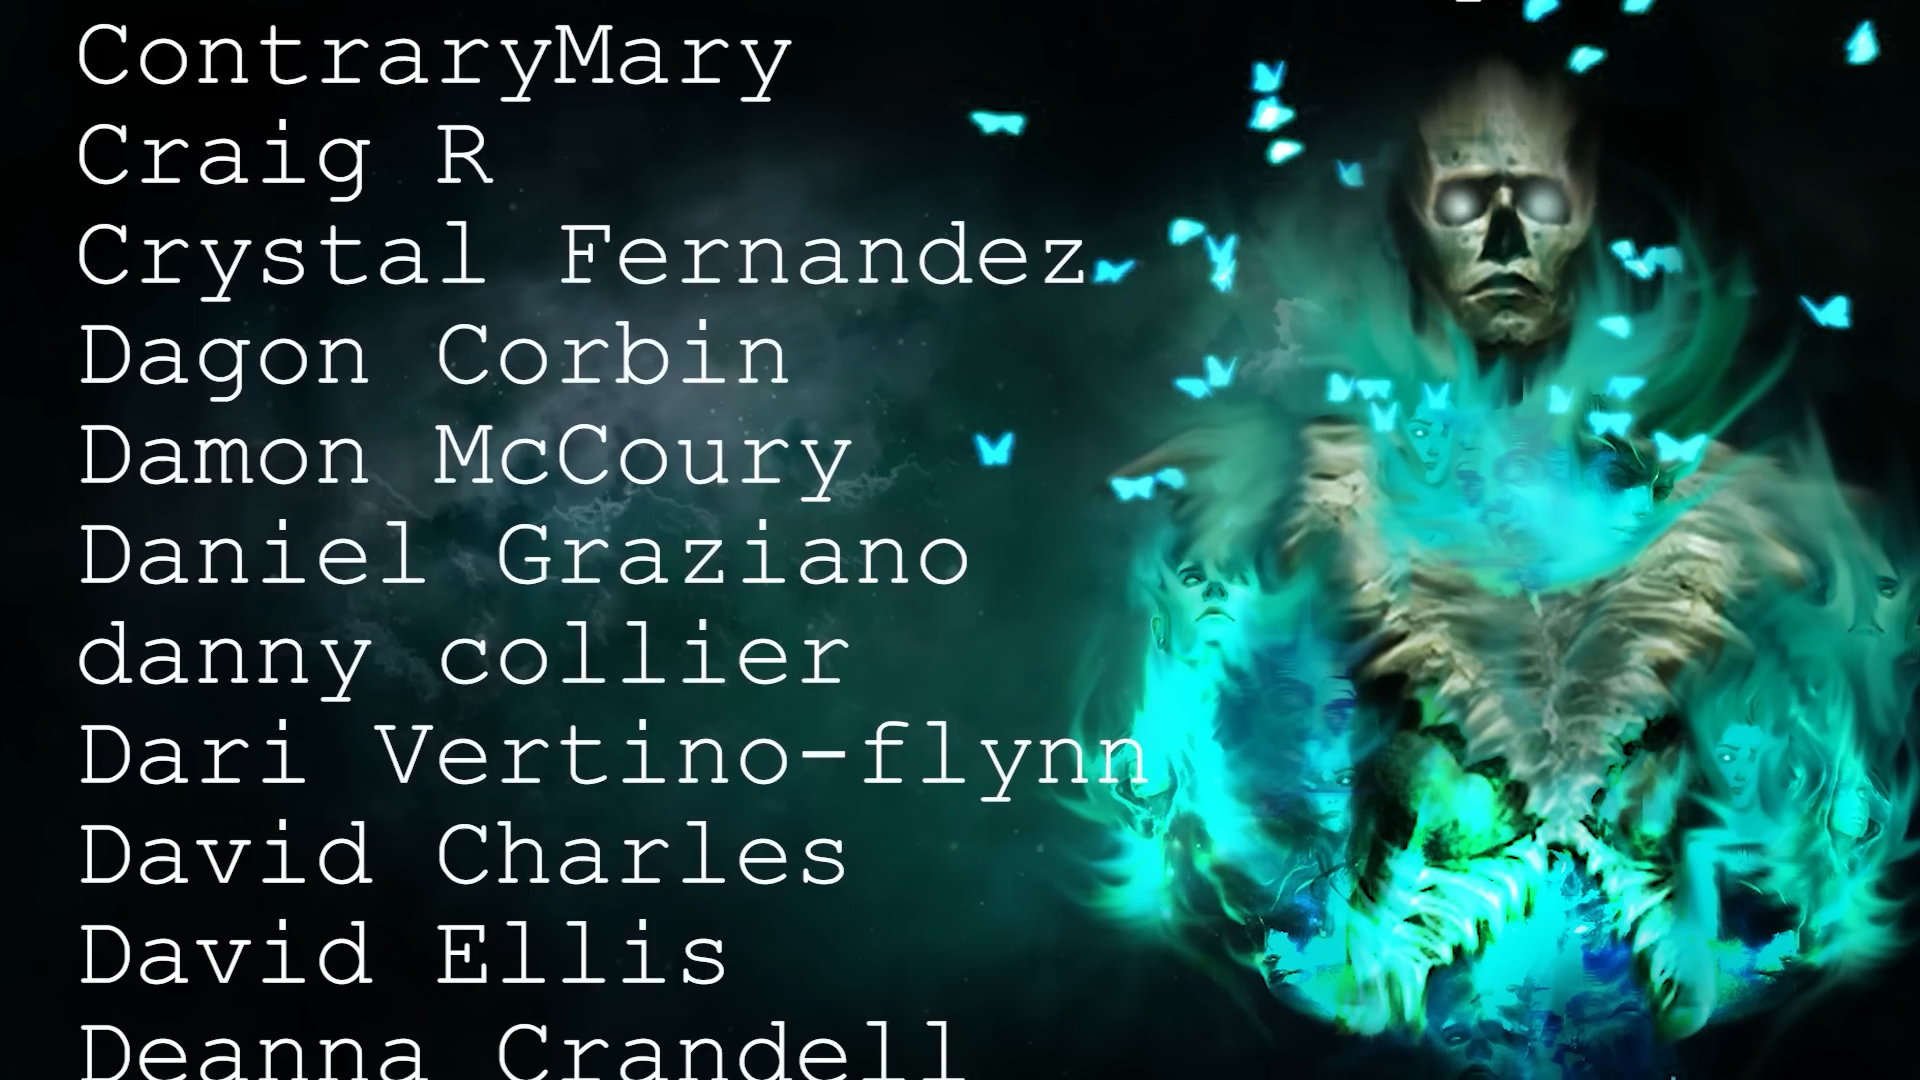 ContraryMary
Craig R
Crystal Fernandez
Dagon Corbin
Damon McCoury
Daniel Graziano
danny collier
Dari Vertino-flynn
David Charles
David Ellis
Deanna Crandell